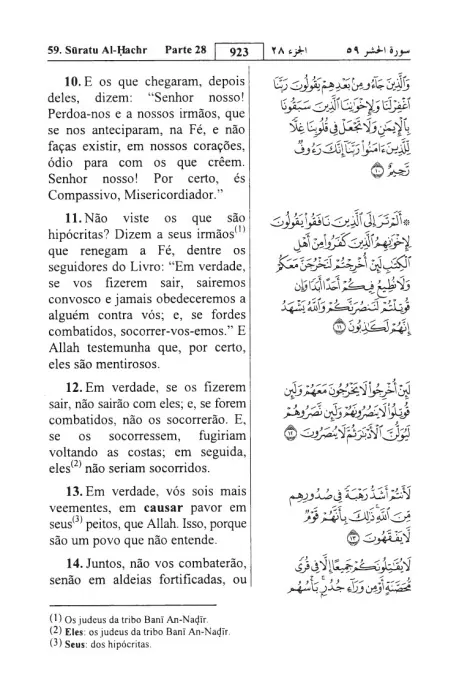 59. Sūratu Al-Ḥachr Parte 28 923 الجزء ٢٨ سورة الحشر ٥٩
10. E os que chegaram, depois
deles, dizem: “Senhor nosso!
Perdoa-nos e a nossos irmãos, que
se nos anteciparam, na Fé, e não
faças existir, em nossos corações,
ódio para com os que crêem.
Senhor nosso! Por certo, és
Compassivo, Misericordiador.”
11. Não viste os que são
hipócritas? Dizem a seus irmãos(1)
que renegam a Fé, dentre os
seguidores do Livro: “Em verdade,
se vos fizerem sair, sairemos
convosco e jamais obedeceremos a
alguém contra vós; e, se fordes
combatidos, socorrer-vos-emos.” E
Allah testemunha que, por certo,
eles são mentirosos.
12. Em verdade, se os fizerem
sair, não sairão com eles; e, se forem
combatidos, não os socorrerão. E,
se os socorressem, fugiriam
voltando as costas; em seguida,
eles(2) não seriam socorridos.
13. Em verdade, vós sois mais
veementes, em causar pavor em
seus(3) peitos, que Allah. Isso, porque
são um povo que não entende.
14. Juntos, não vos combaterão,
senão em aldeias fortificadas, ou
وَٱلَّذِينَ جَآءُو مِنۢ بَعْدِهِمْ يَقُولُونَ رَبَّنَا
ٱغْفِرْ لَنَا وَلِإِخْوَٰنِنَا ٱلَّذِينَ سَبَقُونَا
بِٱلْإِيمَٰنِ وَلَا تَجْعَلْ فِى قُلُوبِنَا غِلًّا
لِّلَّذِينَ ءَامَنُوا۟ رَبَّنَآ إِنَّكَ رَءُوفٌ
رَّحِيمٌ ١٠
* أَلَمْ تَرَ إِلَى ٱلَّذِينَ نَافَقُوا۟ يَقُولُونَ
لِإِخْوَٰنِهِمُ ٱلَّذِينَ كَفَرُوا۟ مِنْ أَهْلِ
ٱلْكِتَٰبِ لَئِنْ أُخْرِجْتُمْ لَنَخْرُجَنَّ مَعَكُمْ
وَلَا نُطِيعُ فِيكُمْ أَحَدًا أَبَدًا وَإِن
قُوتِلْتُمْ لَنَنصُرَنَّكُمْ وَٱللَّهُ يَشْهَدُ
إِنَّهُمْ لَكَٰذِبُونَ ١١
لَئِنْ أُخْرِجُوا۟ لَا يَخْرُجُونَ مَعَهُمْ وَلَئِن
قُوتِلُوا۟ لَا يَنصُرُونَهُمْ وَلَئِن نَّصَرُوهُمْ
لَيُوَلُّنَّ ٱلْأَدْبَٰرَ ثُمَّ لَا يُنصَرُونَ ١٢
لَأَنتُمْ أَشَدُّ رَهْبَةً فِى صُدُورِهِم
مِّنَ ٱللَّهِ ذَٰلِكَ بِأَنَّهُمْ قَوْمٌ
لَّا يَفْقَهُونَ ١٣
لَا يُقَٰتِلُونَكُمْ جَمِيعًا إِلَّا فِى قُرًى
مُّحَصَّنَةٍ أَوْ مِن وَرَآءِ جُدُرٍۭ بَأْسُهُم
(1) Os judeus da tribo Banī An-Naḍīr.
(2) Eles: os judeus da tribo Banī An-Naḍīr.
(3) Seus: dos hipócritas.